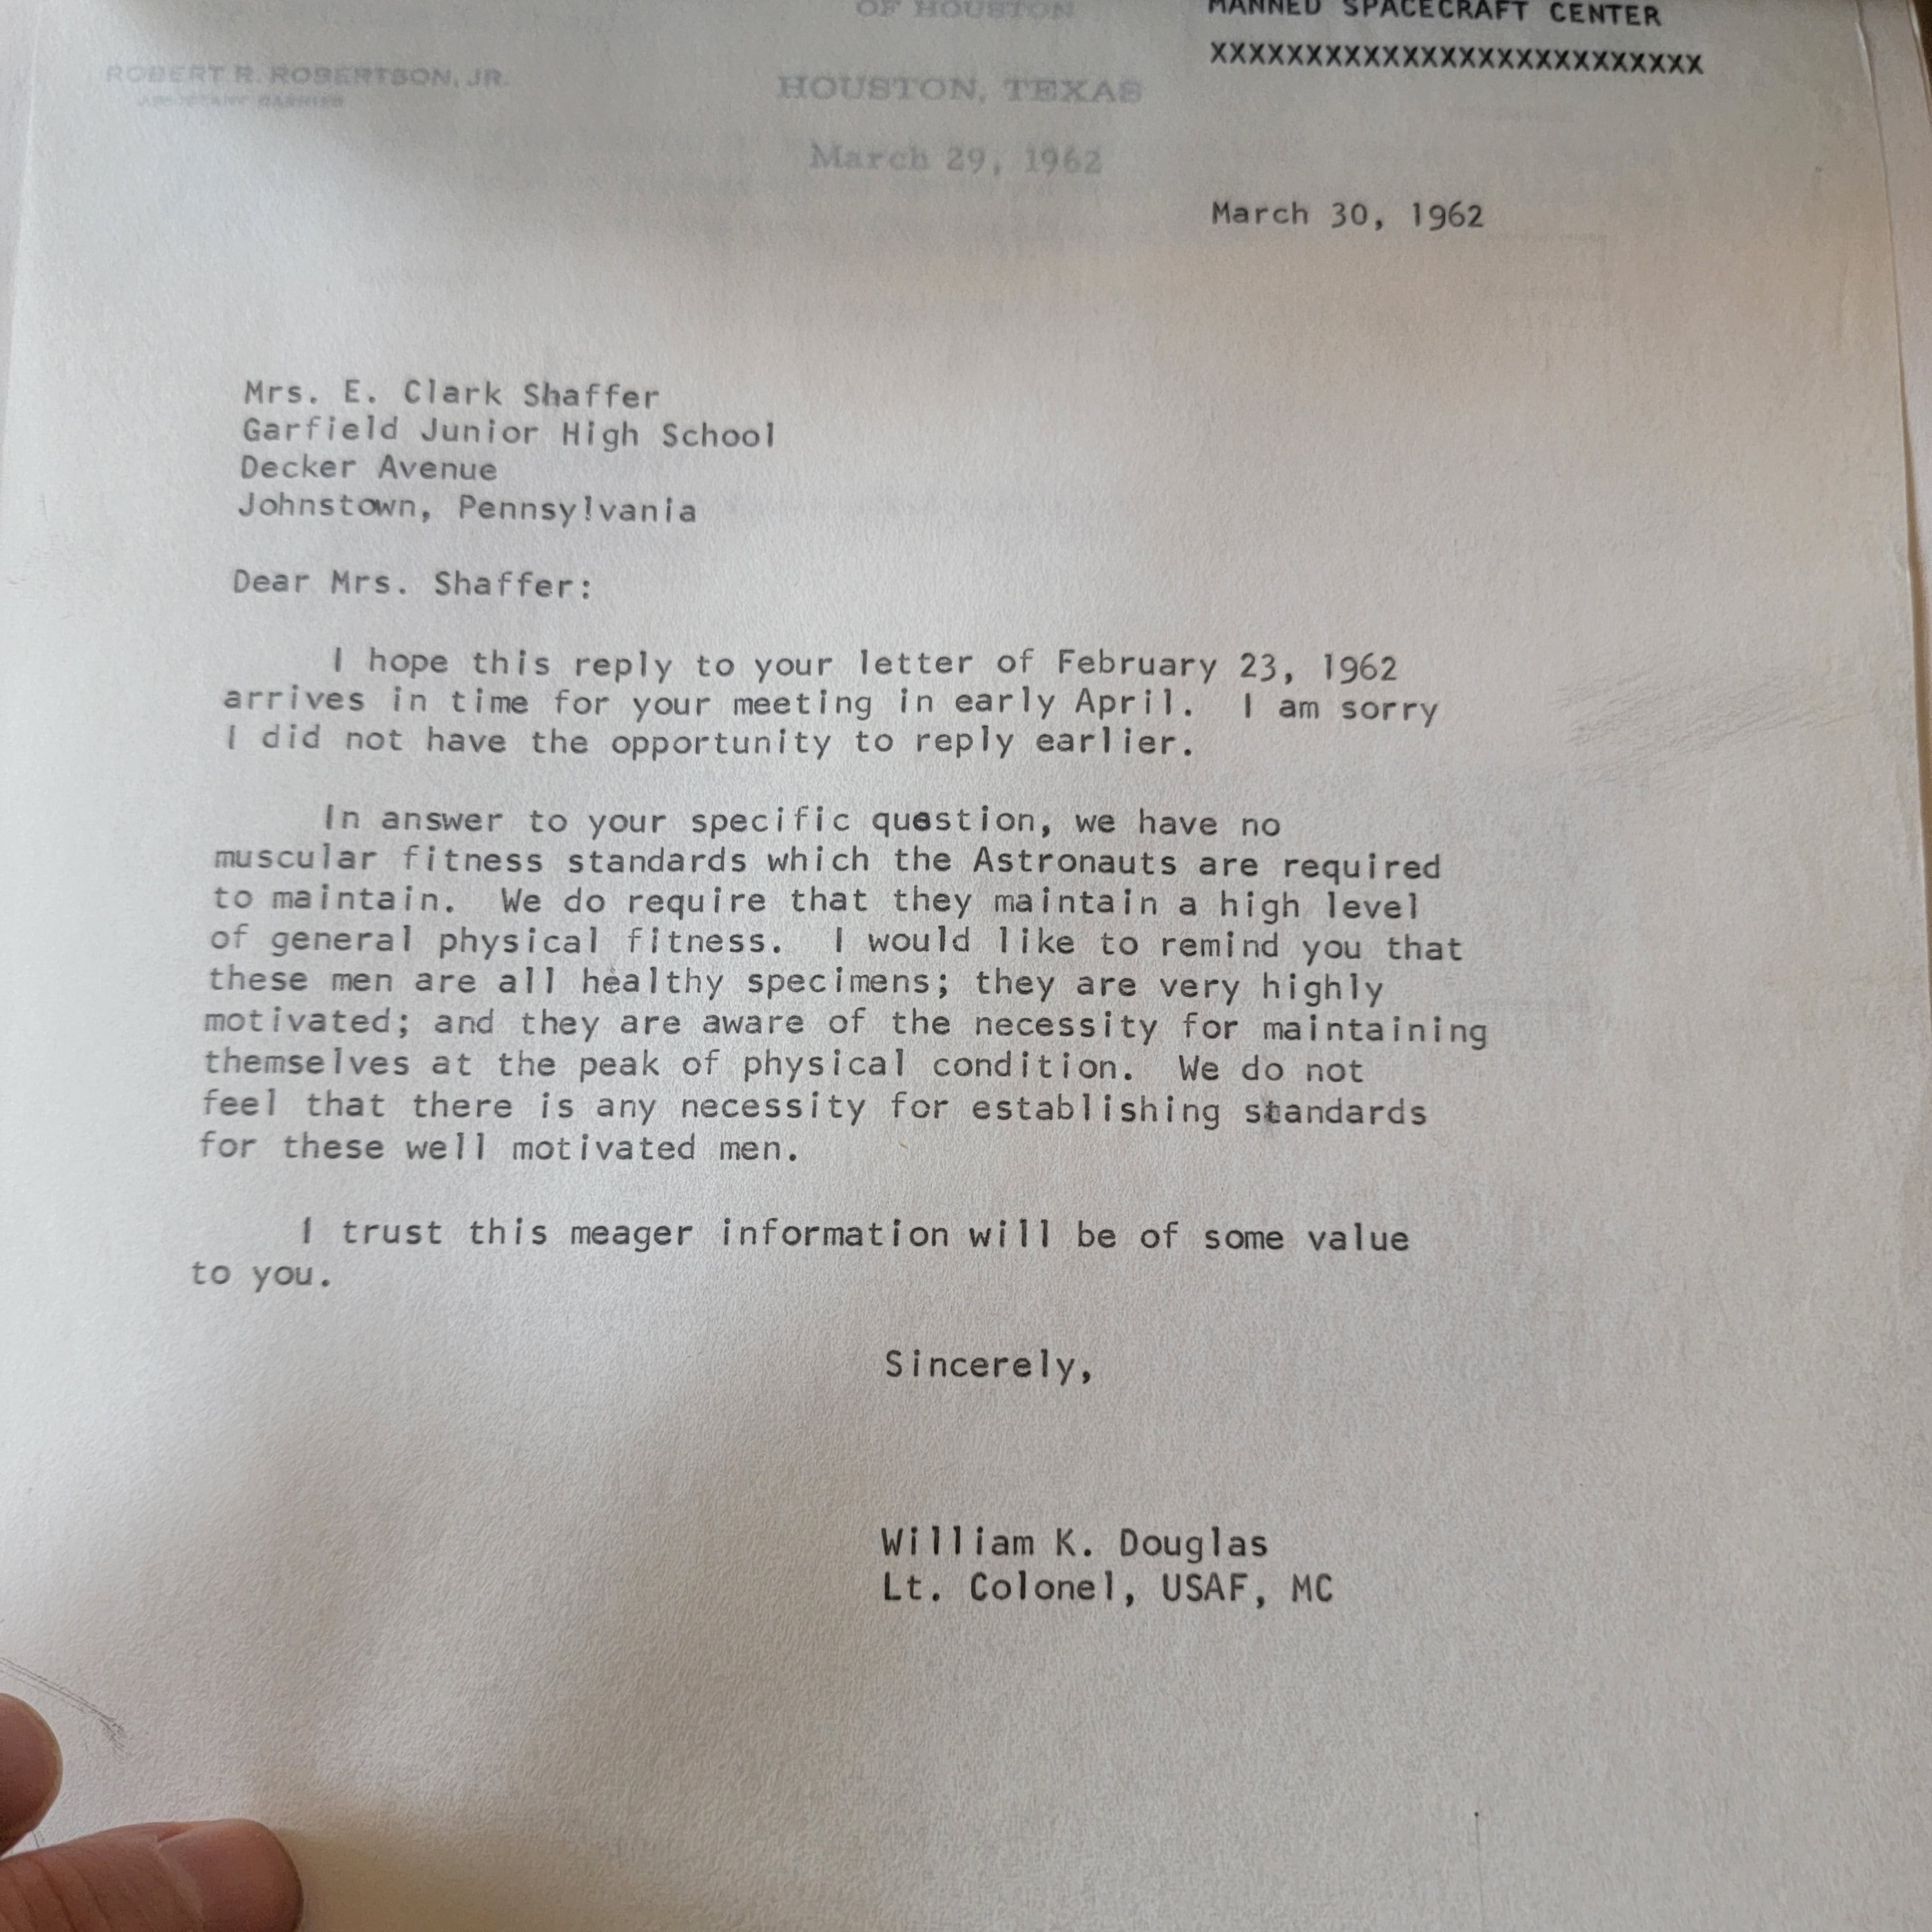 OF HOUSTON
MANNED SPACECRAFT CENTER
XXXXXXXXXXXXXXXXXXXXXXXXXX
ROBERT R. ROBERTSON, JR.
ASSISTANT CASHIER
HOUSTON, TEXAS
March 29, 1962
March 30, 1962
Mrs. E. Clark Shaffer
Garfield Junior High School
Decker Avenue
Johnstown, Pennsylvania
Dear Mrs. Shaffer:
I hope this reply to your letter of February 23, 1962
arrives in time for your meeting in early April. I am sorry
I did not have the opportunity to reply earlier.
In answer to your specific question, we have no
muscular fitness standards which the Astronauts are required
to maintain. We do require that they maintain a high level
of general physical fitness. I would like to remind you that
these men are all healthy specimens; they are very highly
motivated; and they are aware of the necessity for maintaining
themselves at the peak of physical condition. We do not
feel that there is any necessity for establishing standards
for these well motivated men.
I trust this meager information will be of some value
to you.
Sincerely,
William K. Douglas
Lt. Colonel, USAF, MC